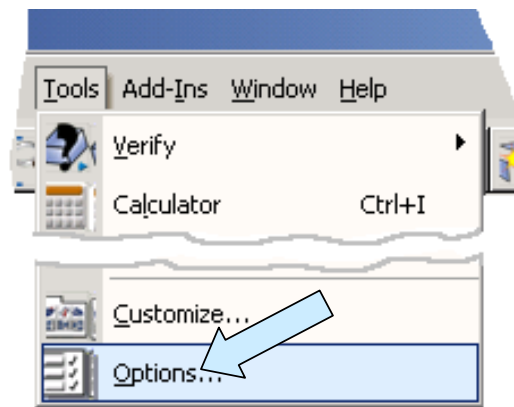 Tools Add-Ins Window Help
Verify
Calculator Ctrl+I
Customize...
Options...